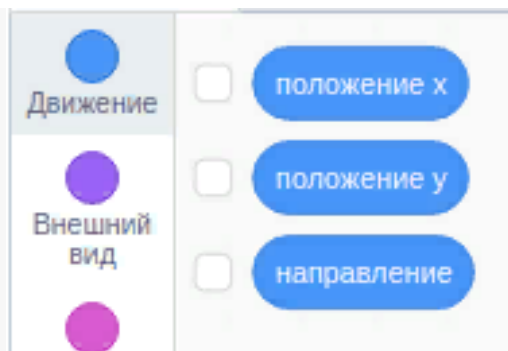 Движение
Внешний
вид
положение x
положение y
направление